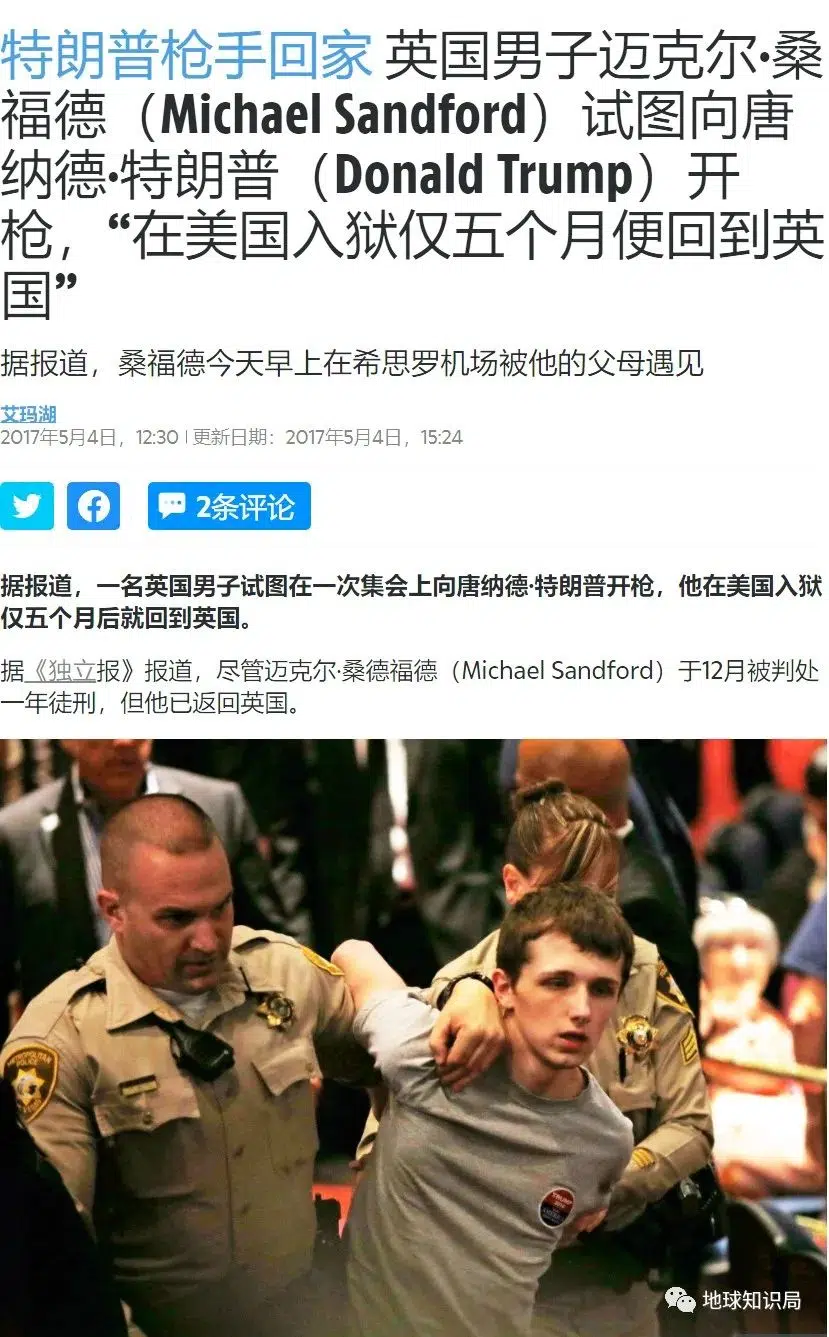 特朗普枪手回家 英国男子迈克尔·桑
福德（Michael Sandford）试图向唐
纳德·特朗普（Donald Trump）开
枪，“在美国入狱仅五个月便回到英
国”
据报道，桑福德今天早上在希思罗机场被他的父母遇见
艾玛湖
2017年5月4日，12:30 | 更新日期：2017年5月4日，15:24
2条评论
据报道，一名英国男子试图在一次集会上向唐纳德·特朗普开枪，他在美国入狱
仅五个月后就回到英国。
据《独立报》报道，尽管迈克尔·桑德福德（Michael Sandford）于12月被判处
一年徒刑，但他已返回英国。
METROPOLITAN
POLICE
TRUMP
地球知识局